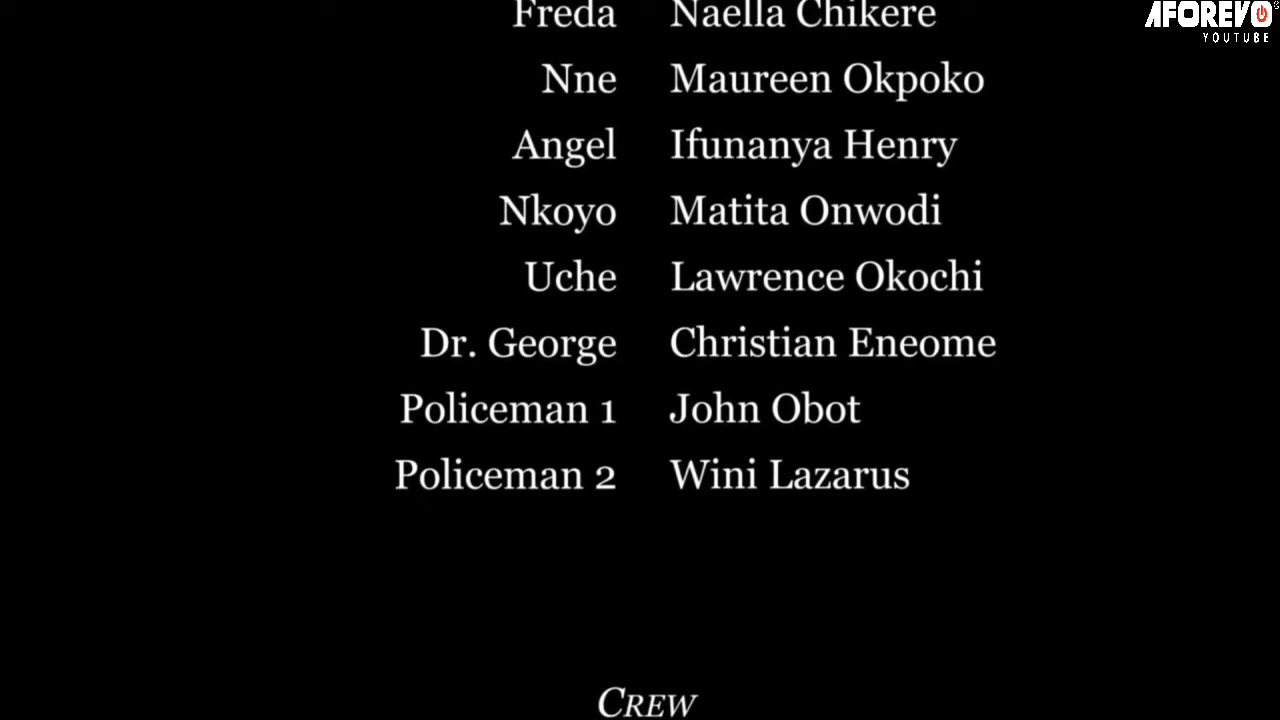 Freda Naella Chikere
AFOREVO
YOUTUBE
Nne Maureen Okpoko
Angel Ifunanya Henry
Nkoyo Matita Onwodi
Uche Lawrence Okochi
Dr. George Christian Eneome
Policeman 1 John Obot
Policeman 2 Wini Lazarus
CREW